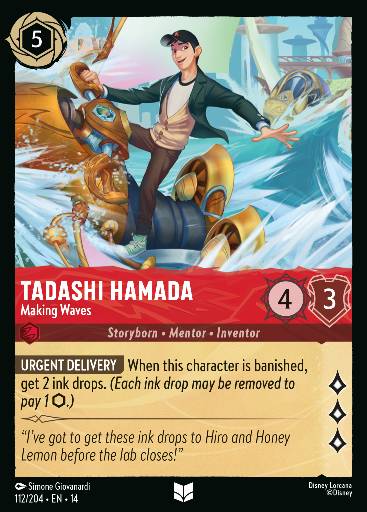 5
TADASHI HAMADA
Making Waves
4
3
Storyborn • Mentor • Inventor
URGENT DELIVERY When this character is banished,
get 2 ink drops. (Each ink drop may be removed to
pay 1 ⬡.)
“I’ve got to get these ink drops to Hiro and Honey
Lemon before the lab closes!”
Simone Giovanardi
112/204 • EN • 14
Disney Lorcana
©Disney